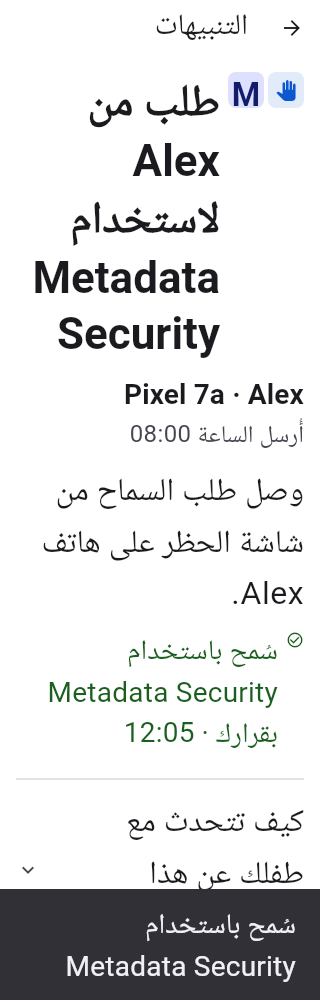 التنبيهات
M
طلب من
Alex
لاستخدام
Metadata
Security
Pixel 7a · Alex
أرسل الساعة 08:00
وصل طلب السماح من
شاشة الحظر على هاتف
Alex.
سُمح باستخدام
Metadata Security
بقرارك · 12:05
كيف تتحدث مع
طفلك عن هذا
سُمح باستخدام
Metadata Security